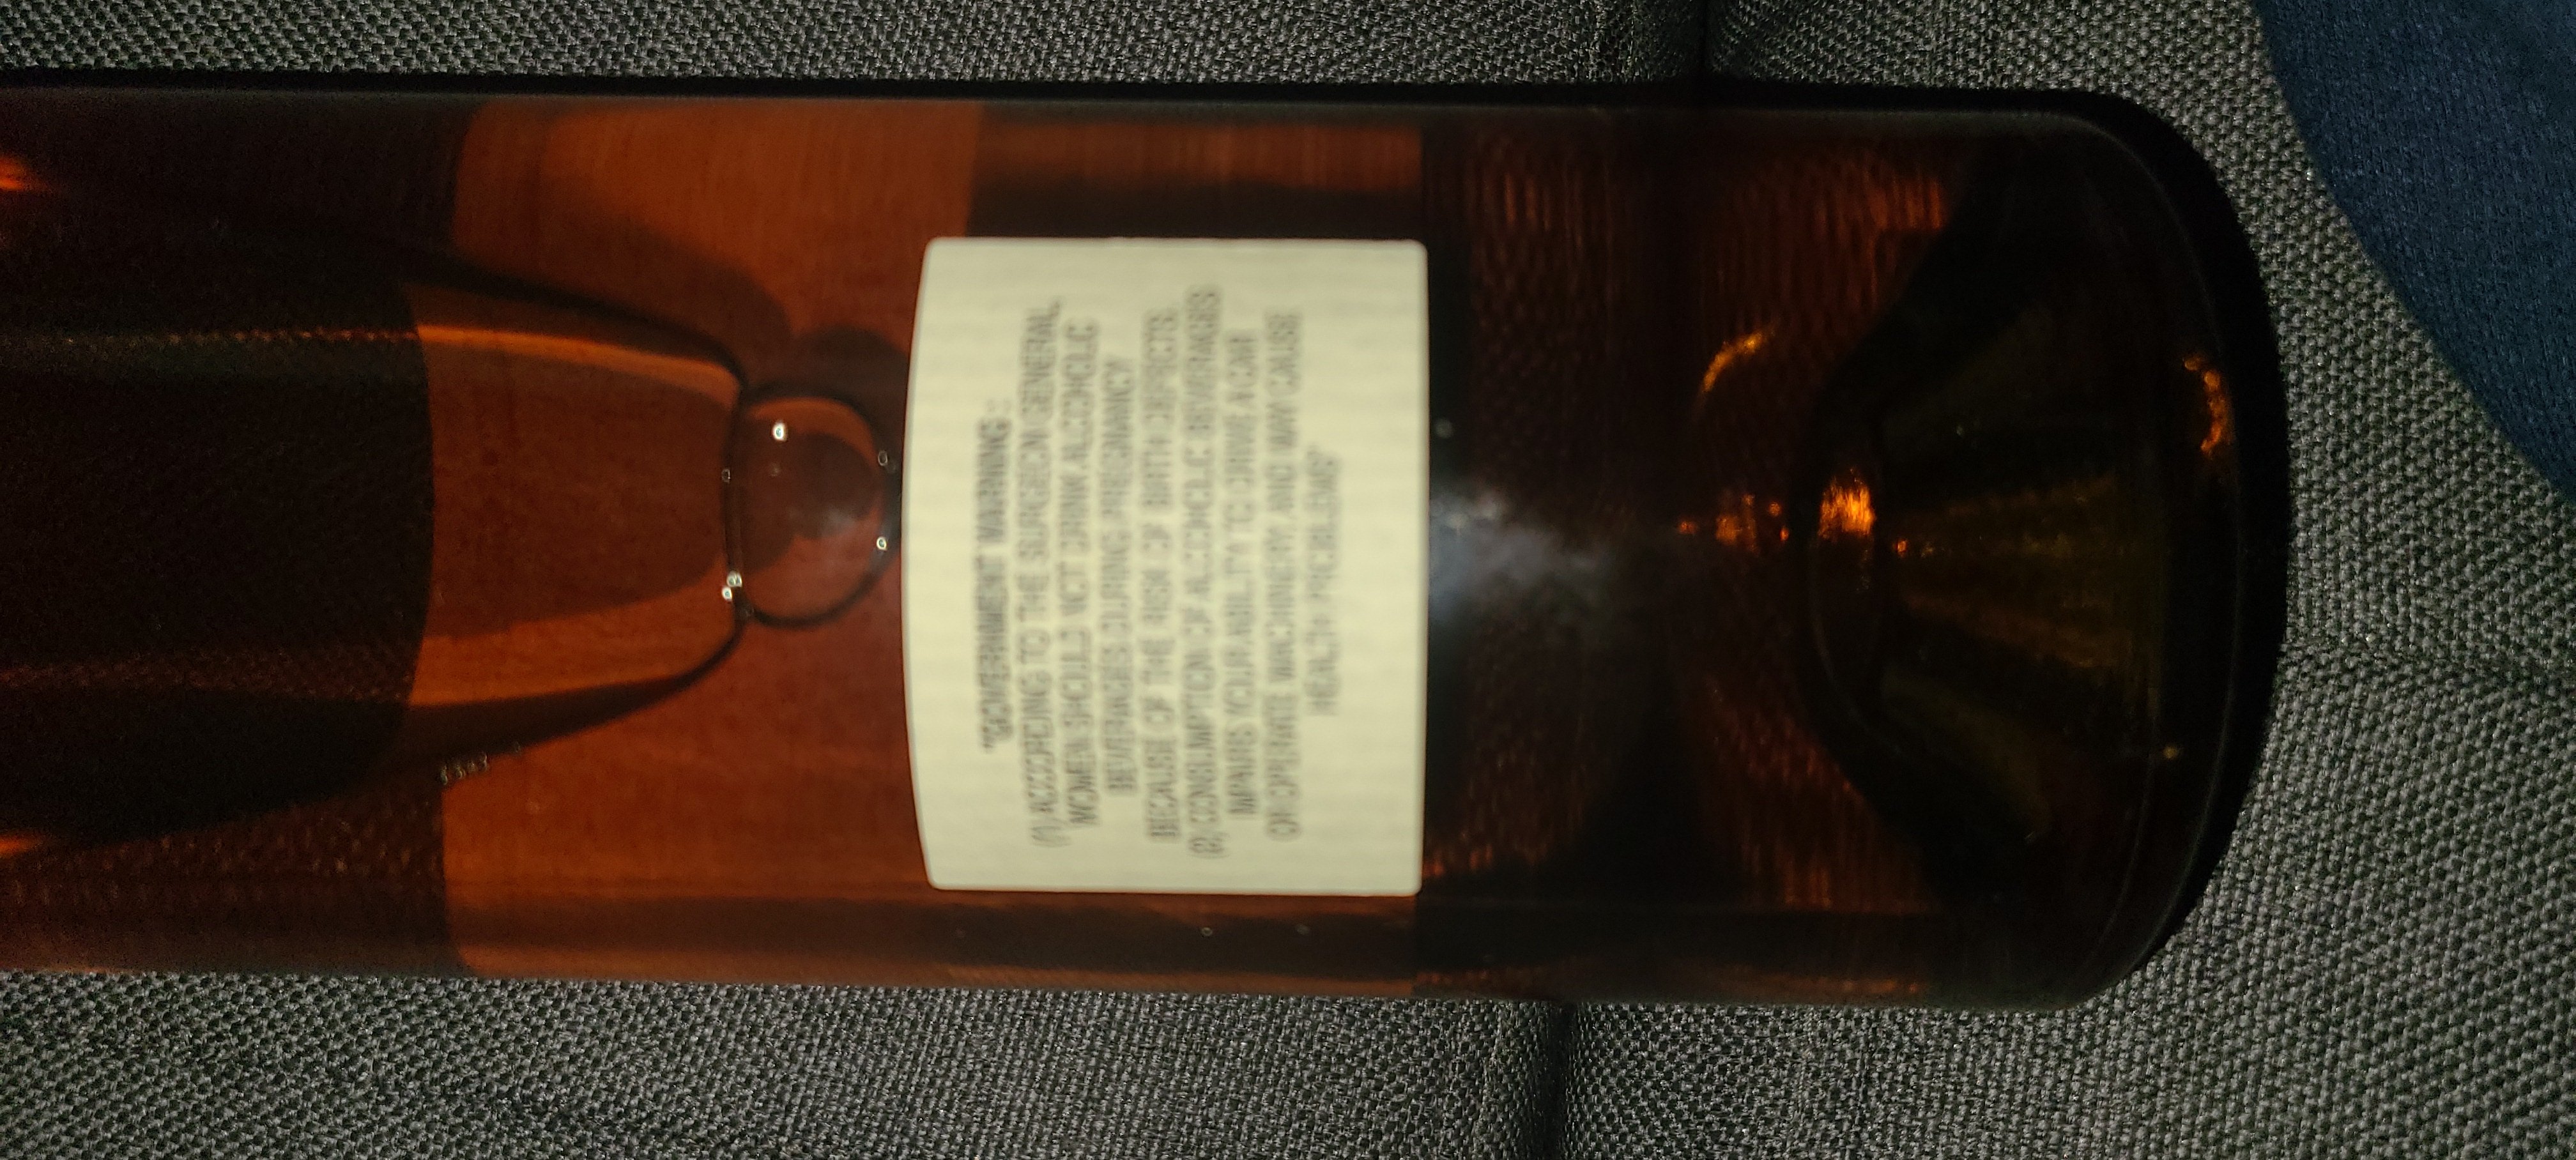 "GOVERNMENT WARNING:
(1) ACCORDING TO THE SURGEON GENERAL,
WOMEN SHOULD NOT DRINK ALCOHOLIC
BEVERAGES DURING PREGNANCY
BECAUSE OF THE RISK OF BIRTH DEFECTS.
(2) CONSUMPTION OF ALCOHOLIC BEVERAGES
IMPAIRS YOUR ABILITY TO DRIVE A CAR
OR OPERATE MACHINERY, AND MAY CAUSE
HEALTH PROBLEMS"